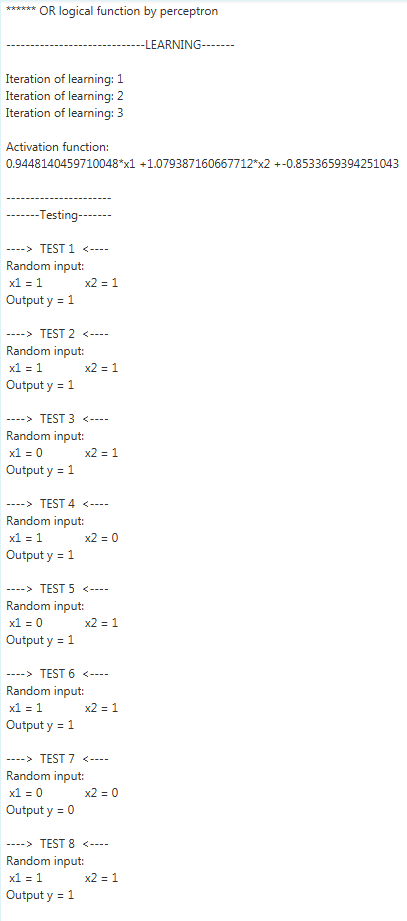 ****** OR logical function by perceptron
-----------------------------LEARNING-------
Iteration of learning: 1
Iteration of learning: 2
Iteration of learning: 3
Activation function:
0.9448140459710048*x1 +1.079387160667712*x2 +-0.8533659394251043
----------------------
-------Testing-------
----> TEST 1 <----
Random input:
x1 = 1 x2 = 1
Output y = 1
----> TEST 2 <----
Random input:
x1 = 1 x2 = 1
Output y = 1
----> TEST 3 <----
Random input:
x1 = 0 x2 = 1
Output y = 1
----> TEST 4 <----
Random input:
x1 = 1 x2 = 0
Output y = 1
----> TEST 5 <----
Random input:
x1 = 0 x2 = 1
Output y = 1
----> TEST 6 <----
Random input:
x1 = 1 x2 = 1
Output y = 1
----> TEST 7 <----
Random input:
x1 = 0 x2 = 0
Output y = 0
----> TEST 8 <----
Random input:
x1 = 1 x2 = 1
Output y = 1